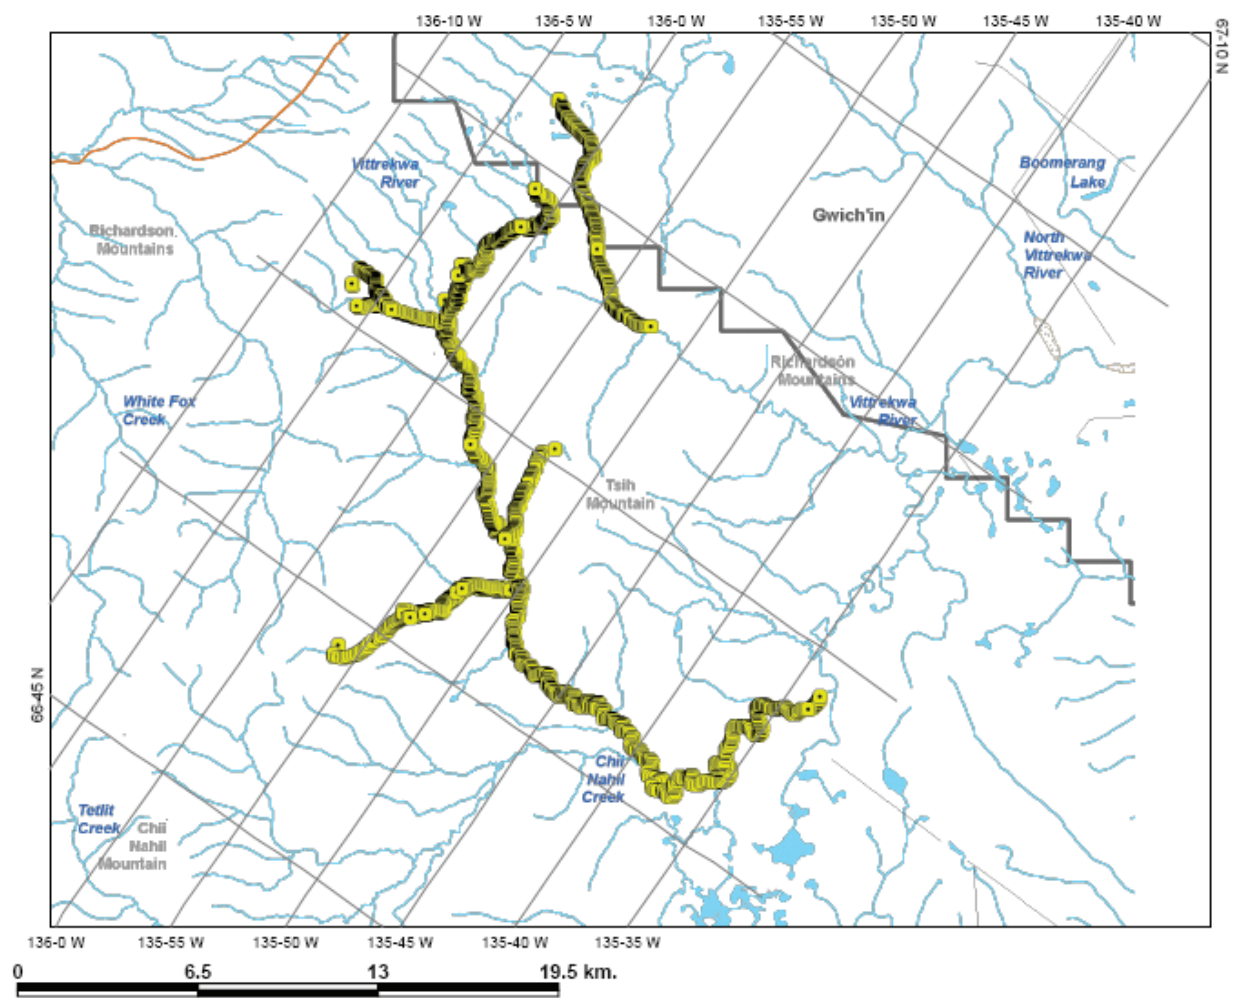 136-10 W 136-5 W 136-0 W 135-55 W 135-50 W 135-45 W 135-40 W
67-10 N
Vittrekwa
River
Boomerang
Lake
Gwich'in
Richardson
Mountains
North
Vittrekwa
River
Richardson
Mountains
White Fox
Creek
Vittrekwa
River
Tsih
Mountain
66-45 N
Chii
Nahil
Creek
Tetlit
Creek
Chii
Nahil
Mountain
136-0 W 135-55 W 135-50 W 135-45 W 135-40 W 135-35 W
0 6.5 13 19.5 km.